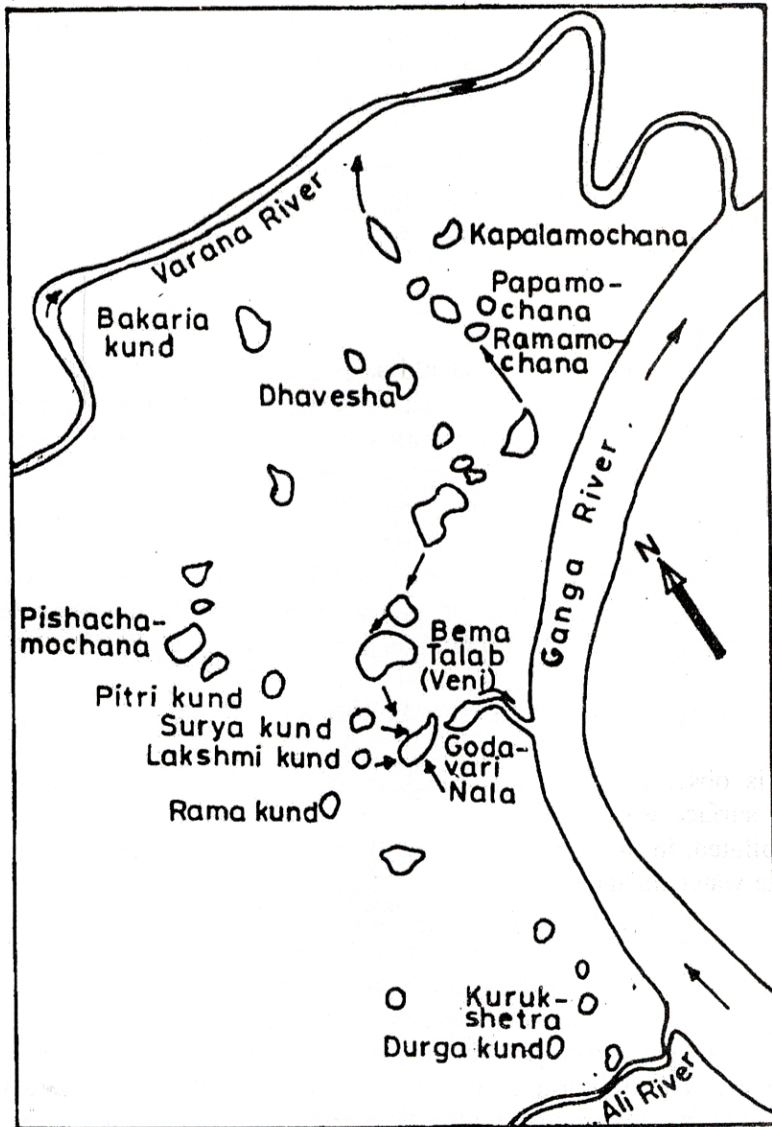 Varana River
Kapalamochana
Papamo-
chana
Ramamo-
chana
Bakaria
kund
Dhavesha
Ganga River
N
Pishacha-
mochana
Pitri kund
Bema
Talab
(Veni)
Surya kund
Lakshmi kund
Goda-
vari
Nala
Rama kund
Kuruk-
shetra
Durga kund
Ali River